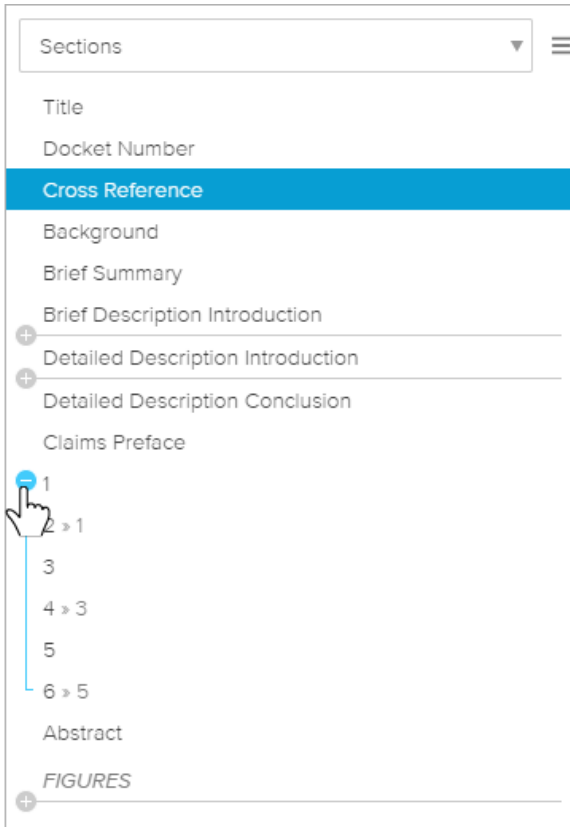 Sections
Title
Docket Number
Cross Reference
Background
Brief Summary
Brief Description Introduction
Detailed Description Introduction
Detailed Description Conclusion
Claims Preface
1
2 » 1
3
4 » 3
5
6 » 5
Abstract
FIGURES